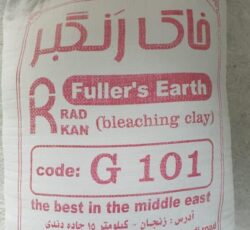 خاک رنگبر
Fuller's Earth
R RAD KAN (bleaching clay)
code: G 101
the best in the middle east
آدرس: زنجان - کیلومتر ۱۵ جاده دندی
road